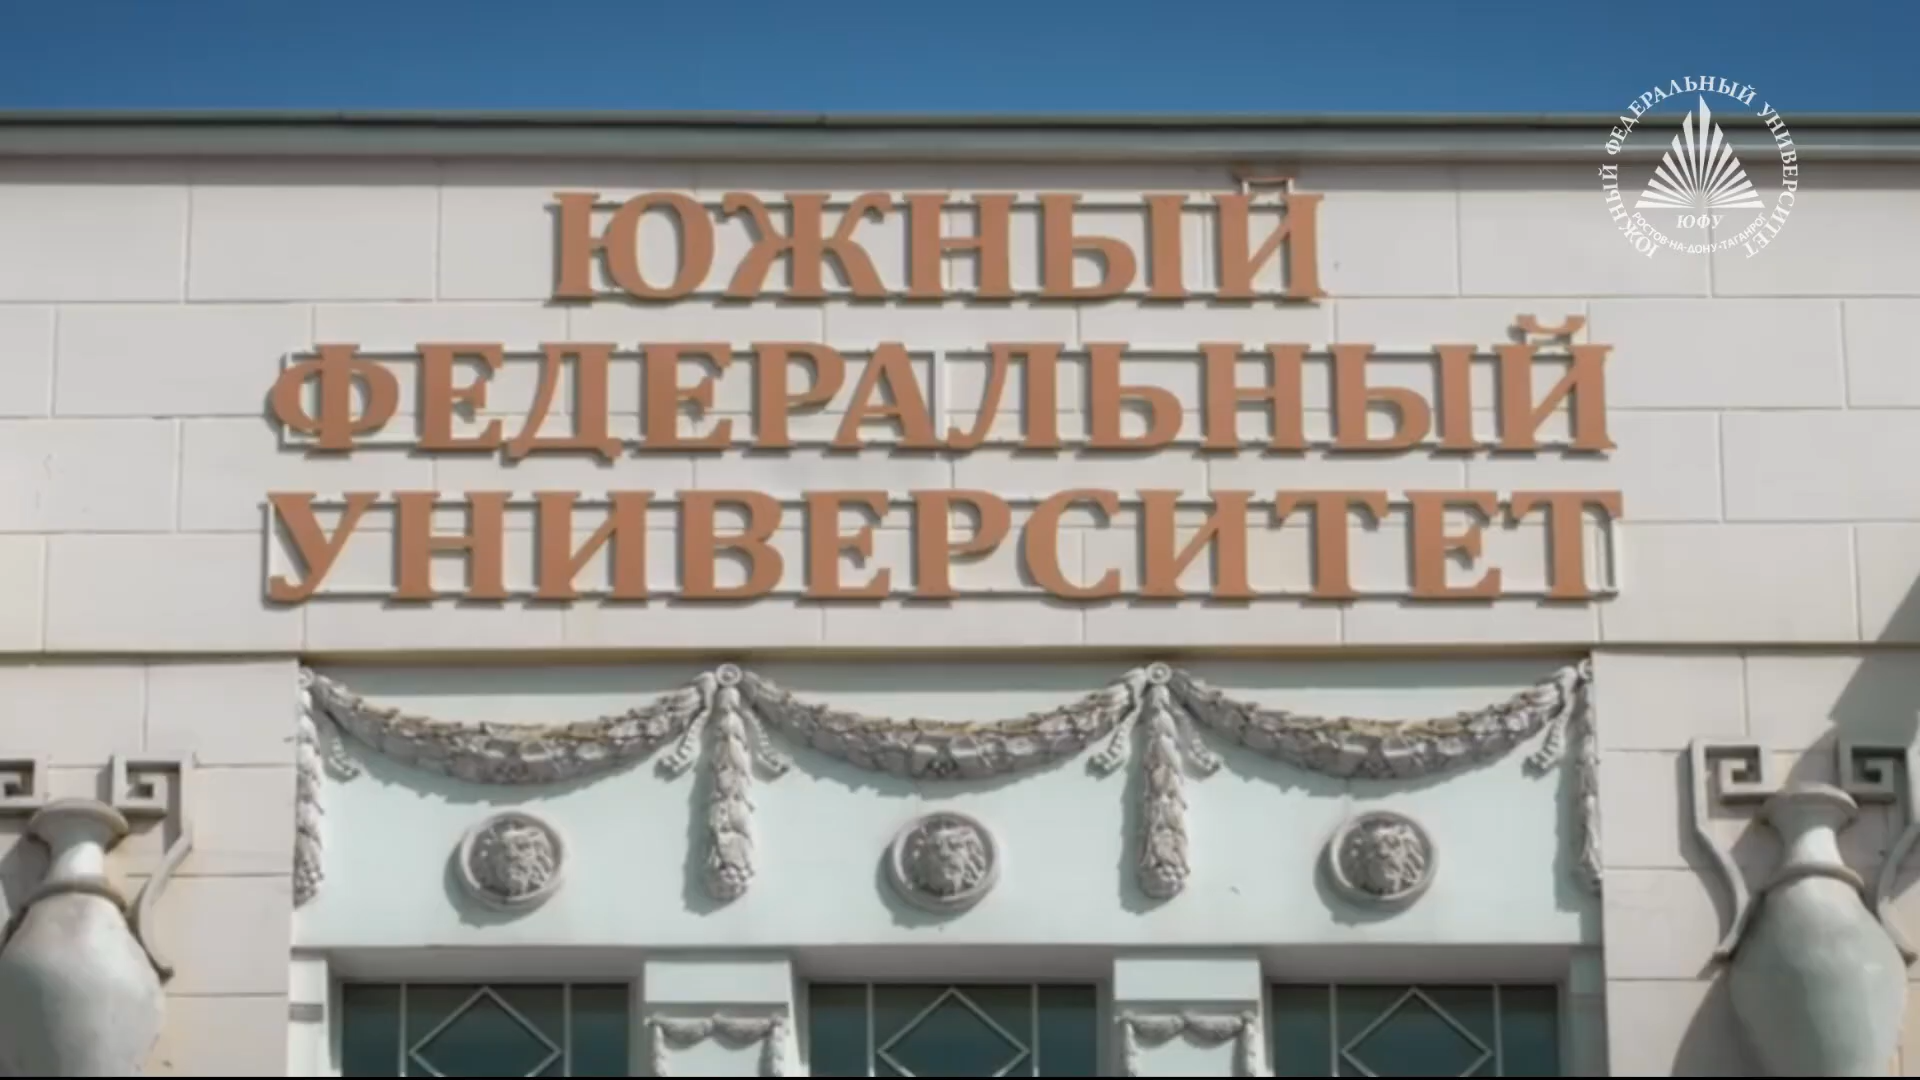 ЮЖНЫЙ
ФЕДЕРАЛЬНЫЙ
УНИВЕРСИТЕТ
ЮЖНЫЙ ФЕДЕРАЛЬНЫЙ УНИВЕРСИТЕТ
ЮФУ
РОСТОВ-НА-ДОНУ•ТАГАНРОГ